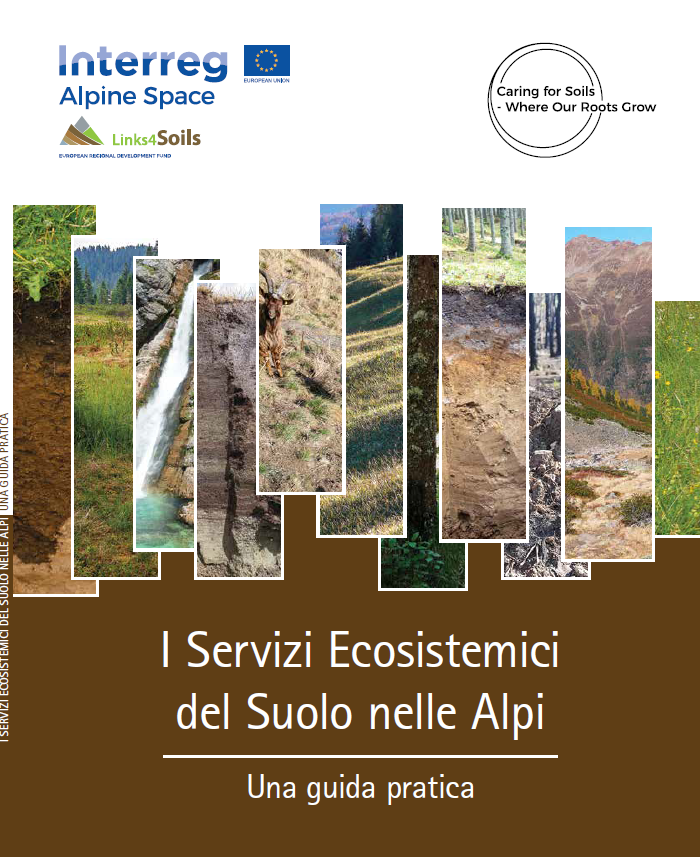 Interreg
EUROPEAN UNION
Alpine Space
Links4Soils
EUROPEAN REGIONAL DEVELOPMENT FUND
Caring for Soils
- Where Our Roots Grow
I SERVIZI ECOSISTEMICI DEL SUOLO NELLE ALPI UNA GUIDA PRATICA
I Servizi Ecosistemici
del Suolo nelle Alpi
Una guida pratica